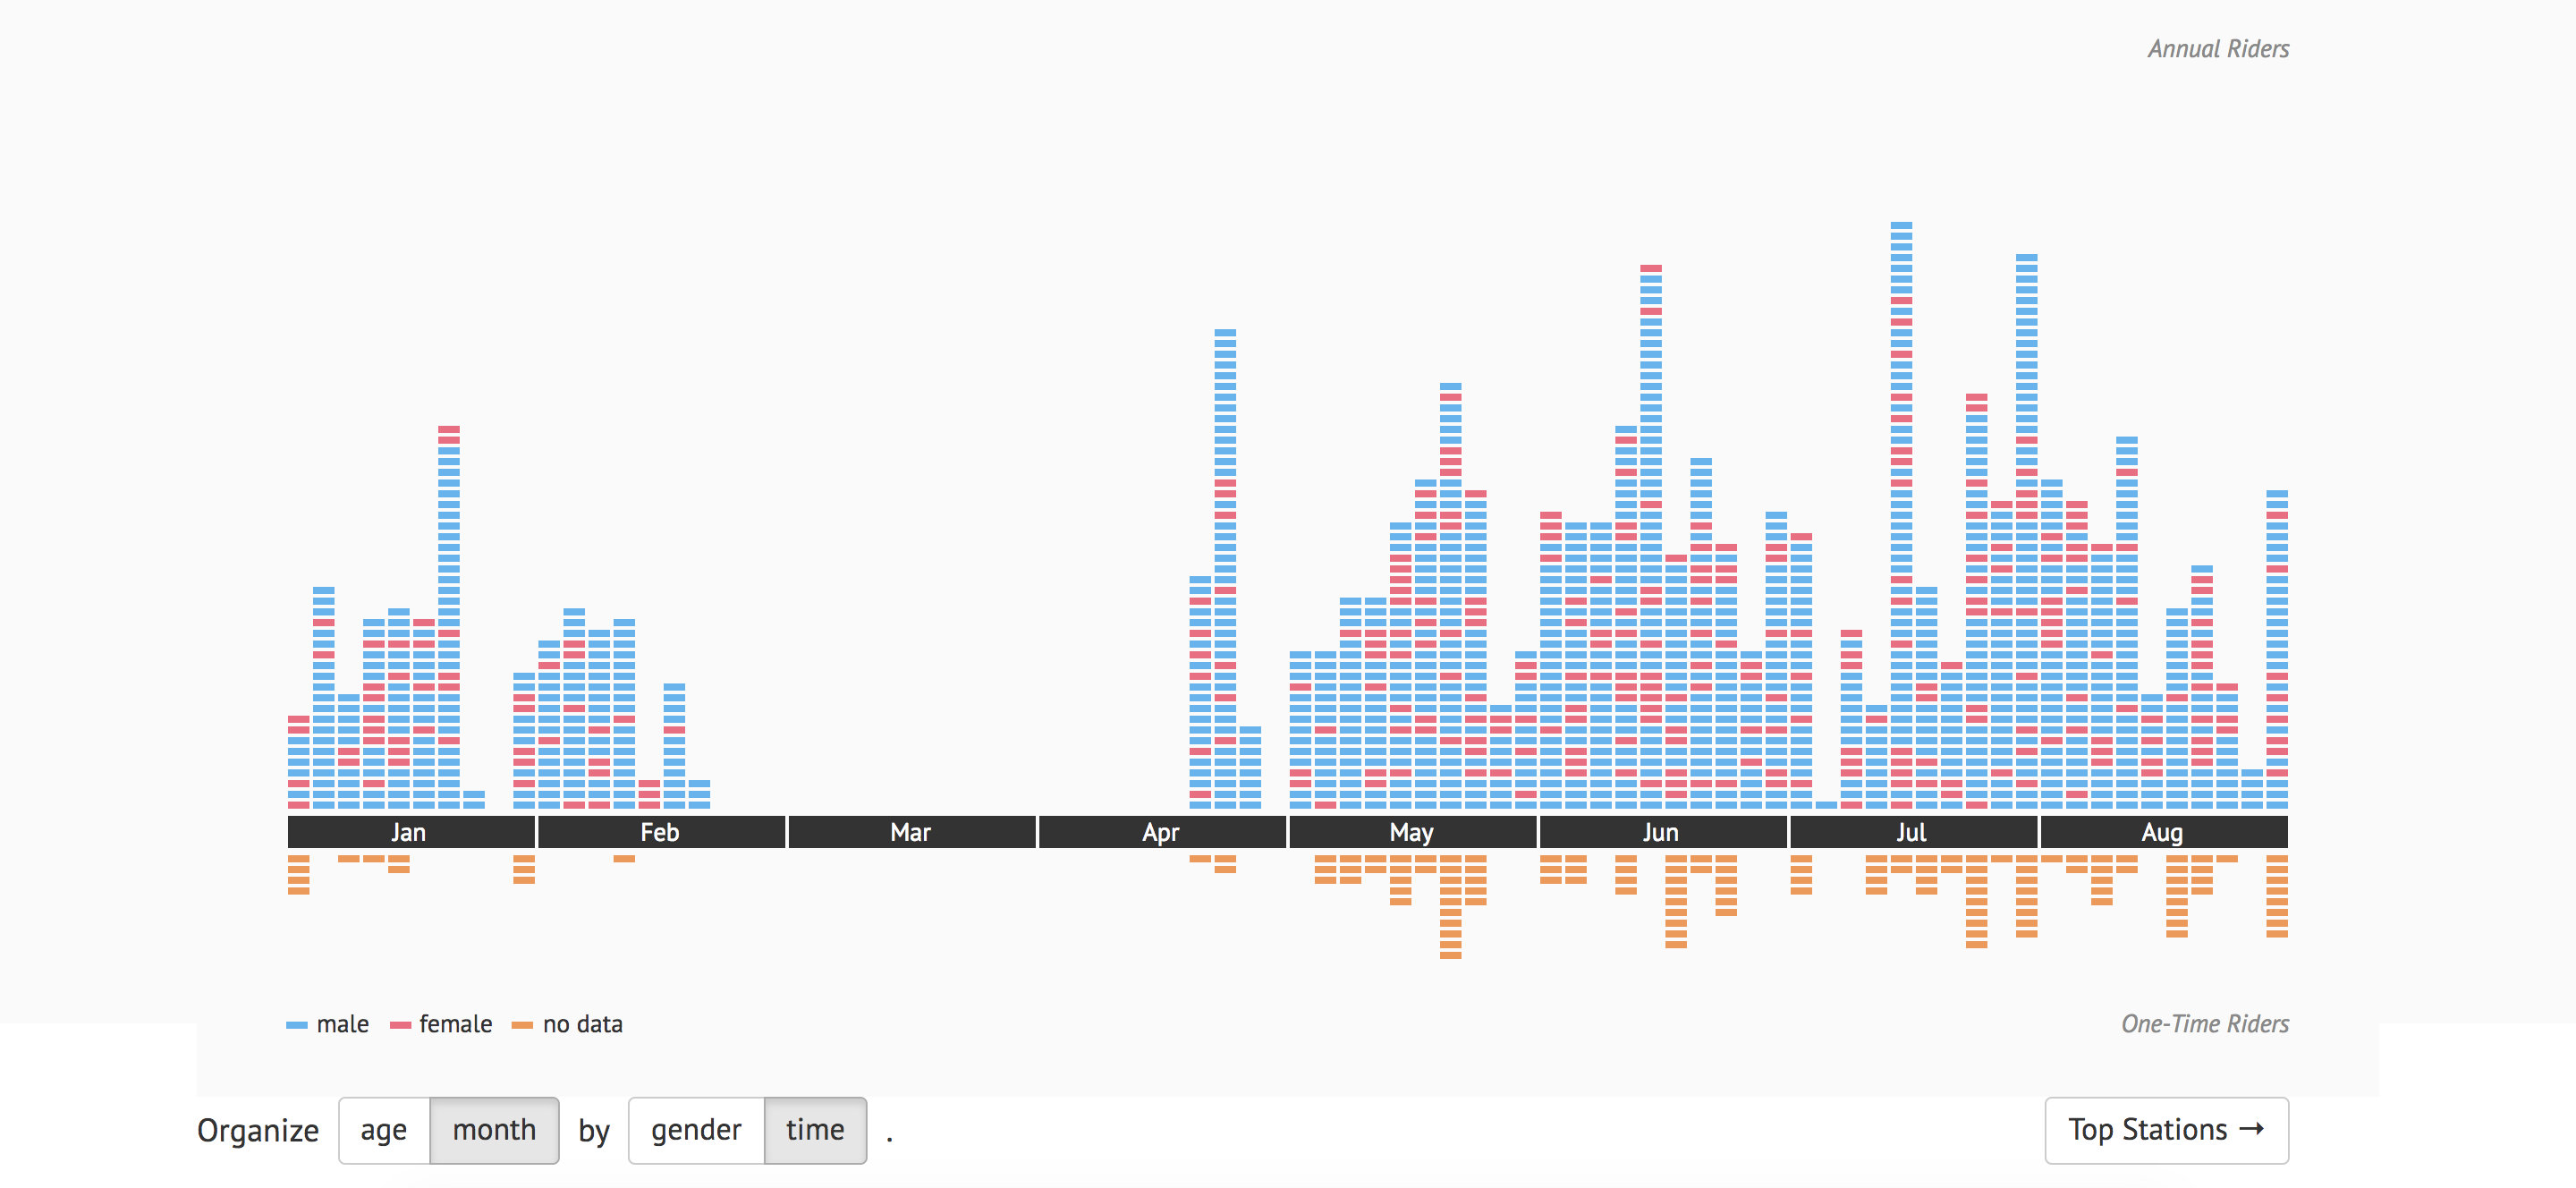 Annual Riders
Jan Feb Mar Apr May Jun Jul Aug
male female no data
One-Time Riders
Organize age month by gender time .
Top Stations →